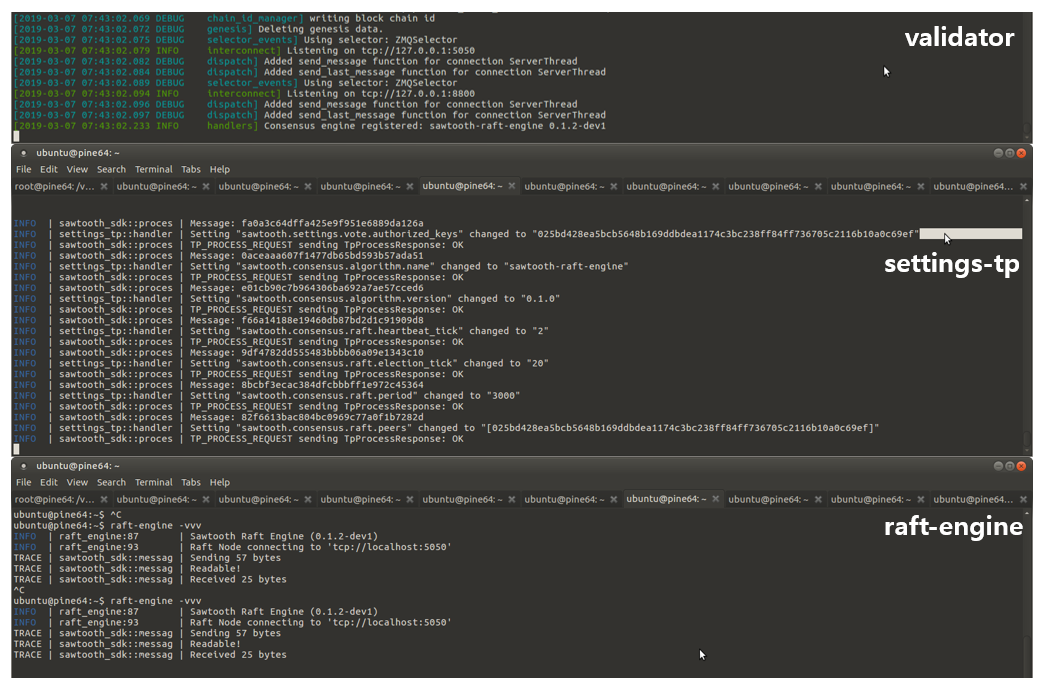 [2019-03-07 07:43:02.069 DEBUG    chain_id_manager] writing block chain id
[2019-03-07 07:43:02.072 DEBUG    genesis] Deleting genesis data.
[2019-03-07 07:43:02.075 DEBUG    selector_events] Using selector: ZMQSelector
[2019-03-07 07:43:02.079 INFO     interconnect] Listening on tcp://127.0.0.1:5050
[2019-03-07 07:43:02.082 DEBUG    dispatch] Added send_message function for connection ServerThread
[2019-03-07 07:43:02.084 DEBUG    dispatch] Added send_last_message function for connection ServerThread
[2019-03-07 07:43:02.089 DEBUG    selector_events] Using selector: ZMQSelector
[2019-03-07 07:43:02.094 INFO     interconnect] Listening on tcp://127.0.0.1:8800
[2019-03-07 07:43:02.096 DEBUG    dispatch] Added send_message function for connection ServerThread
[2019-03-07 07:43:02.097 DEBUG    dispatch] Added send_last_message function for connection ServerThread
[2019-03-07 07:43:02.233 INFO     handlers] Consensus engine registered: sawtooth-raft-engine 0.1.2-dev1
validator
ubuntu@pine64: ~
File Edit View Search Terminal Tabs Help
root@pine64: /v... ubuntu@pine64: ~ ubuntu@pine64: ~ ubuntu@pine64: ~ ubuntu@pine64: ~ ubuntu@pine64: ~ ubuntu@pine64: ~ ubuntu@pine64: ~ ubuntu@pine64: ~ ubuntu@pine64...
INFO | sawtooth_sdk::proces | Message: fa0a3c64dffa425e9f951e6889da126a
INFO | settings_tp::handler | Setting "sawtooth.settings.vote.authorized_keys" changed to "025bd428ea5bcb5648b169ddbdea1174c3bc238ff84ff736705c2116b10a0c69ef"
INFO | sawtooth_sdk::proces | TP_PROCESS_REQUEST sending TpProcessResponse: OK
INFO | sawtooth_sdk::proces | Message: 0aceaaa607f1477db65bd593b57ada51
INFO | settings_tp::handler | Setting "sawtooth.consensus.algorithm.name" changed to "sawtooth-raft-engine"
INFO | sawtooth_sdk::proces | TP_PROCESS_REQUEST sending TpProcessResponse: OK
INFO | sawtooth_sdk::proces | Message: e01cb90c7b964306ba692a7ae57cced6
INFO | settings_tp::handler | Setting "sawtooth.consensus.algorithm.version" changed to "0.1.0"
INFO | sawtooth_sdk::proces | TP_PROCESS_REQUEST sending TpProcessResponse: OK
INFO | sawtooth_sdk::proces | Message: f66a14188e19460db87bd2d1c91909d8
INFO | settings_tp::handler | Setting "sawtooth.consensus.raft.heartbeat_tick" changed to "2"
INFO | sawtooth_sdk::proces | TP_PROCESS_REQUEST sending TpProcessResponse: OK
INFO | sawtooth_sdk::proces | Message: 9df4782dd555483bbbb06a09e1343c10
INFO | settings_tp::handler | Setting "sawtooth.consensus.raft.election_tick" changed to "20"
INFO | sawtooth_sdk::proces | TP_PROCESS_REQUEST sending TpProcessResponse: OK
INFO | sawtooth_sdk::proces | Message: 8bcbf3ecac384dfcbbbff1e972c45364
INFO | settings_tp::handler | Setting "sawtooth.consensus.raft.period" changed to "3000"
INFO | sawtooth_sdk::proces | TP_PROCESS_REQUEST sending TpProcessResponse: OK
INFO | sawtooth_sdk::proces | Message: 82f6613bac804bc0969c77a0f1b7282d
INFO | settings_tp::handler | Setting "sawtooth.consensus.raft.peers" changed to "[025bd428ea5bcb5648b169ddbdea1174c3bc238ff84ff736705c2116b10a0c69ef]"
INFO | sawtooth_sdk::proces | TP_PROCESS_REQUEST sending TpProcessResponse: OK
settings-tp
ubuntu@pine64: ~
File Edit View Search Terminal Tabs Help
root@pine64: /v... ubuntu@pine64: ~ ubuntu@pine64: ~ ubuntu@pine64: ~ ubuntu@pine64: ~ ubuntu@pine64: ~ ubuntu@pine64: ~ ubuntu@pine64: ~ ubuntu@pine64: ~ ubuntu@pine64...
ubuntu@pine64:~$ ^C
ubuntu@pine64:~$ raft-engine -vvv
INFO | raft_engine:87 | Sawtooth Raft Engine (0.1.2-dev1)
INFO | raft_engine:93 | Raft Node connecting to 'tcp://localhost:5050'
TRACE | sawtooth_sdk::messag | Sending 57 bytes
TRACE | sawtooth_sdk::messag | Readable!
TRACE | sawtooth_sdk::messag | Received 25 bytes
^C
ubuntu@pine64:~$ raft-engine -vvv
INFO | raft_engine:87 | Sawtooth Raft Engine (0.1.2-dev1)
INFO | raft_engine:93 | Raft Node connecting to 'tcp://localhost:5050'
TRACE | sawtooth_sdk::messag | Sending 57 bytes
TRACE | sawtooth_sdk::messag | Readable!
TRACE | sawtooth_sdk::messag | Received 25 bytes
raft-engine